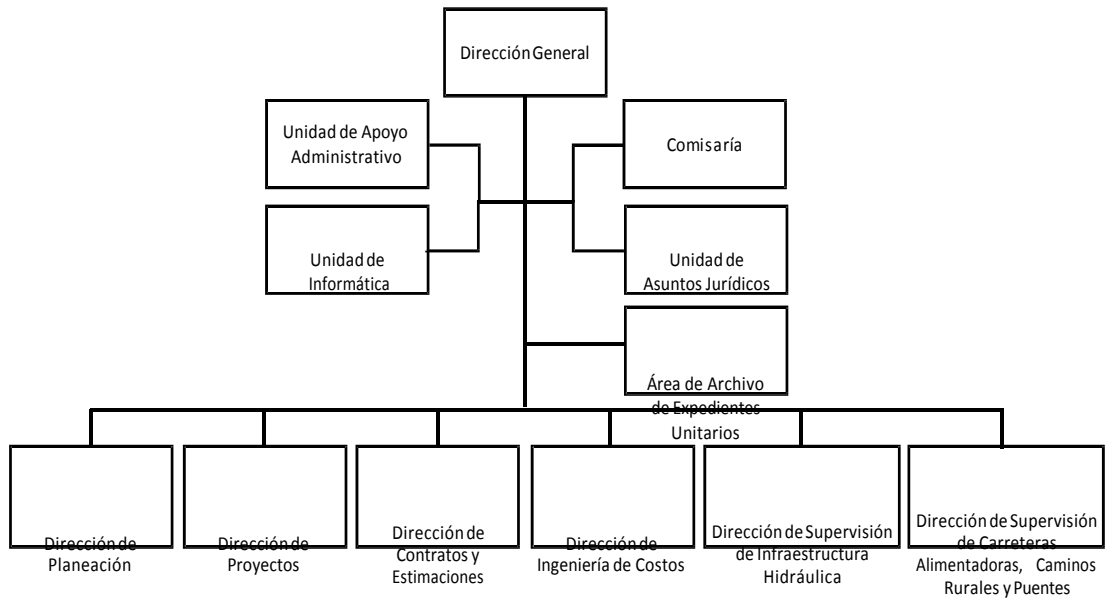 Dirección General
Unidad de Apoyo
Administrativo
Comisaría
Unidad de
Informática
Unidad de
Asuntos Jurídicos
Área de Archivo
de Expedientes
Unitarios
Dirección de
Planeación
Dirección de
Proyectos
Dirección de
Contratos y
Estimaciones
Dirección de
Ingeniería de Costos
Dirección de Supervisión
de Infraestructura
Hidráulica
Dirección de Supervisión
de Carreteras
Alimentadoras, Caminos
Rurales y Puentes